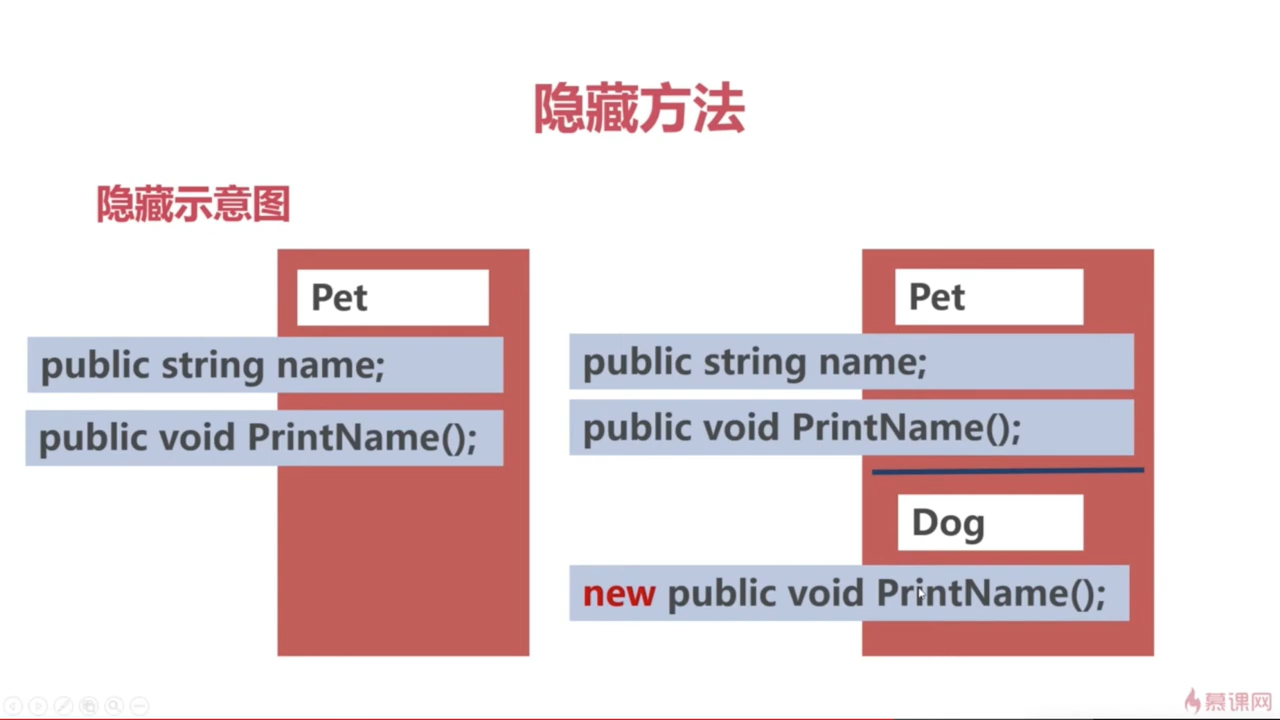 隐藏方法
隐藏示意图
Pet
public string name;
public void PrintName();
Pet
public string name;
public void PrintName();
Dog
new public void PrintName();
慕课网